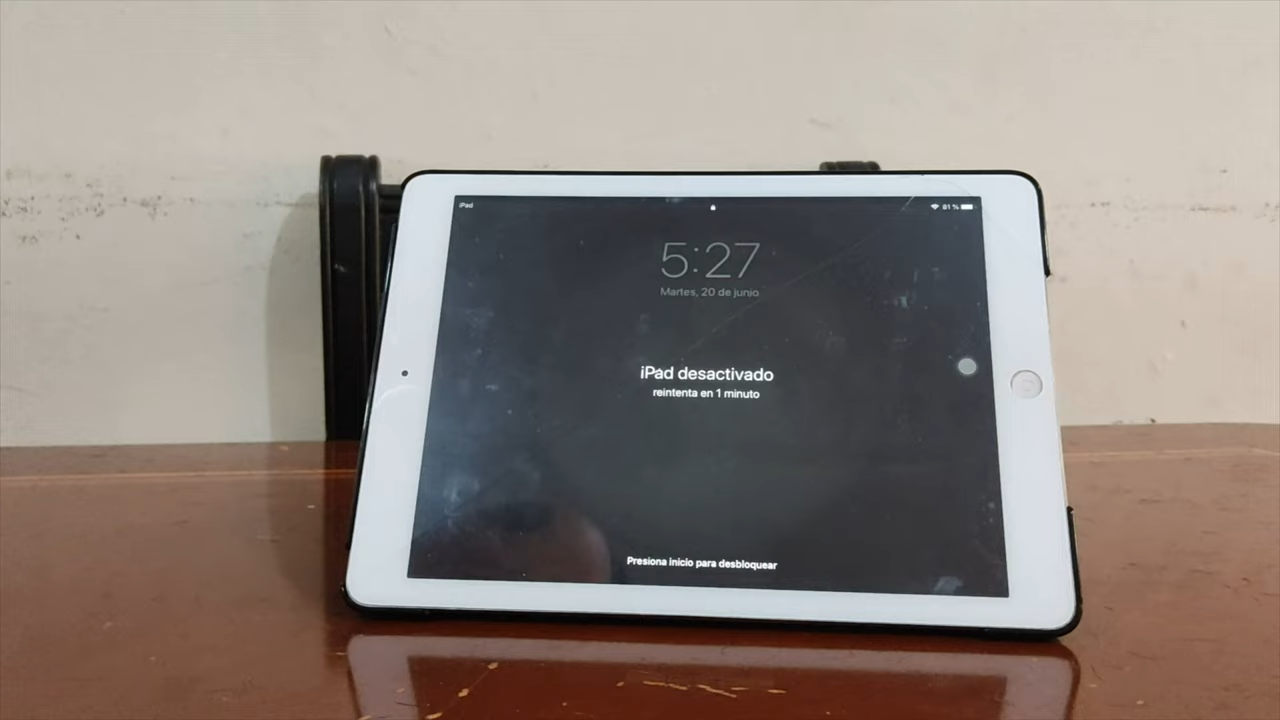 iPad
81 %
5:27
Martes, 20 de junio
iPad desactivado
reintenta en 1 minuto
Presiona inicio para desbloquear